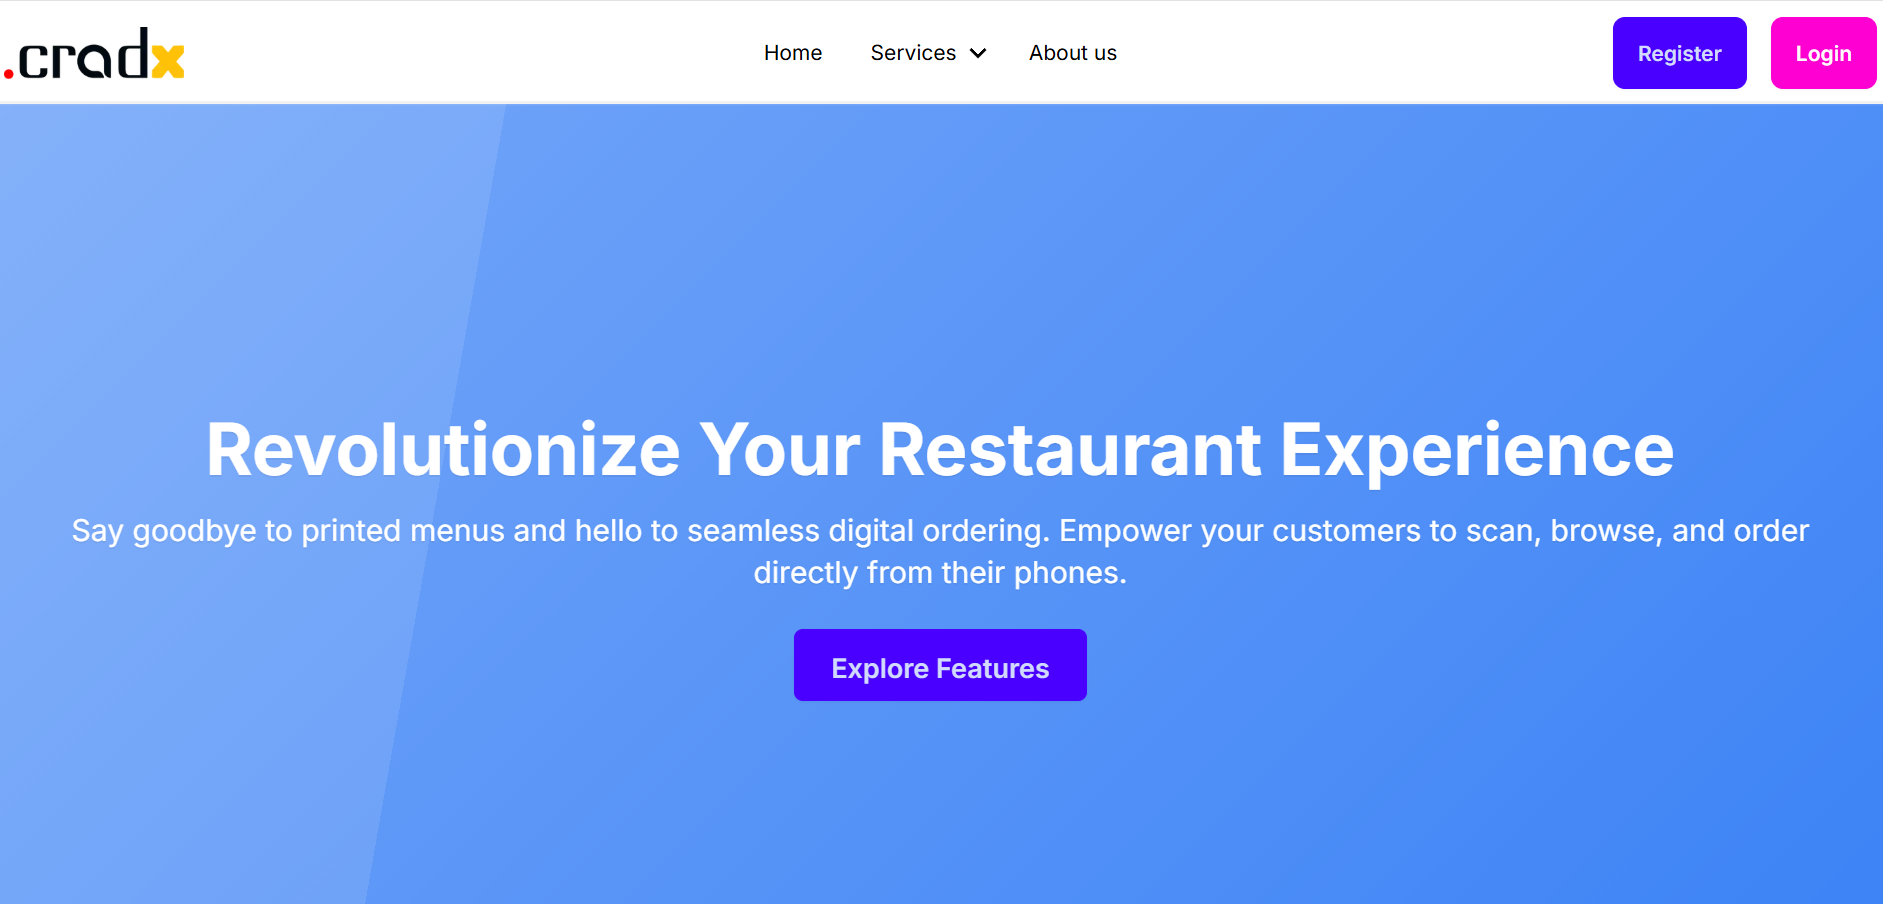 .cradx
Home
Services
About us
Register
Login
Revolutionize Your Restaurant Experience
Say goodbye to printed menus and hello to seamless digital ordering. Empower your customers to scan, browse, and order
directly from their phones.
Explore Features